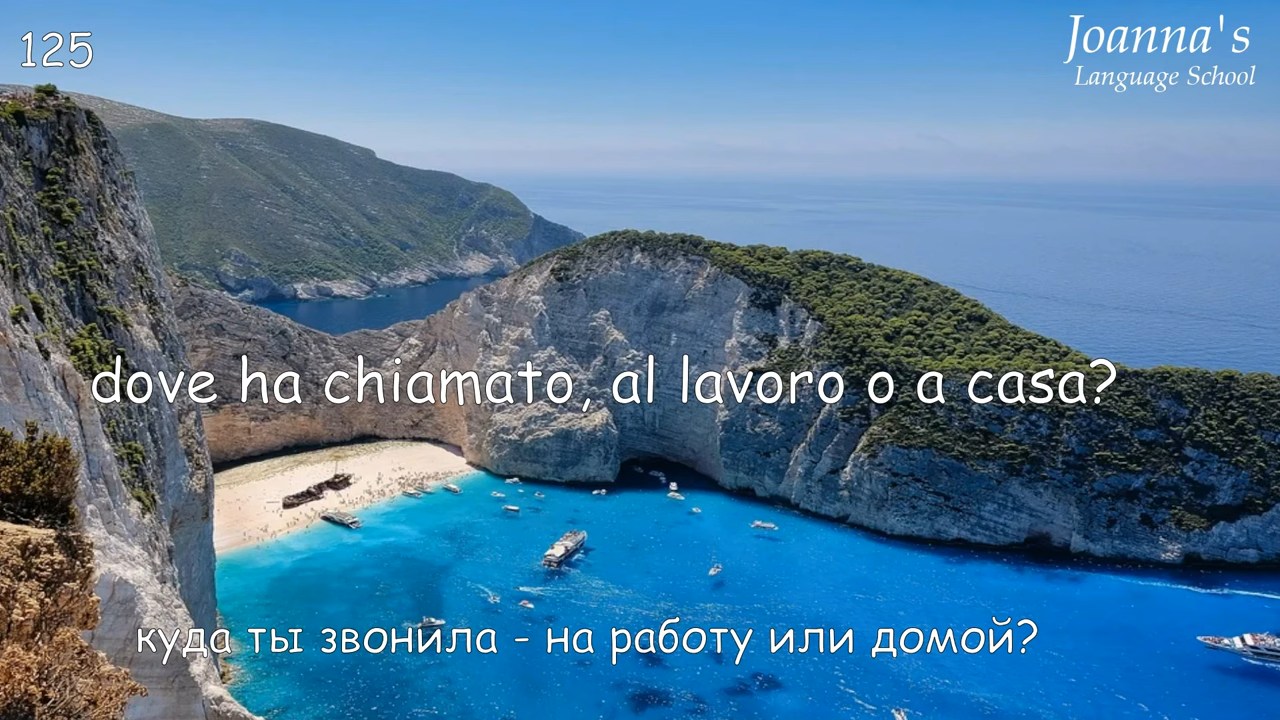 125
Joanna's
Language School
dove ha chiamato, al lavoro o a casa?
куда ты звонила - на работу или домой?